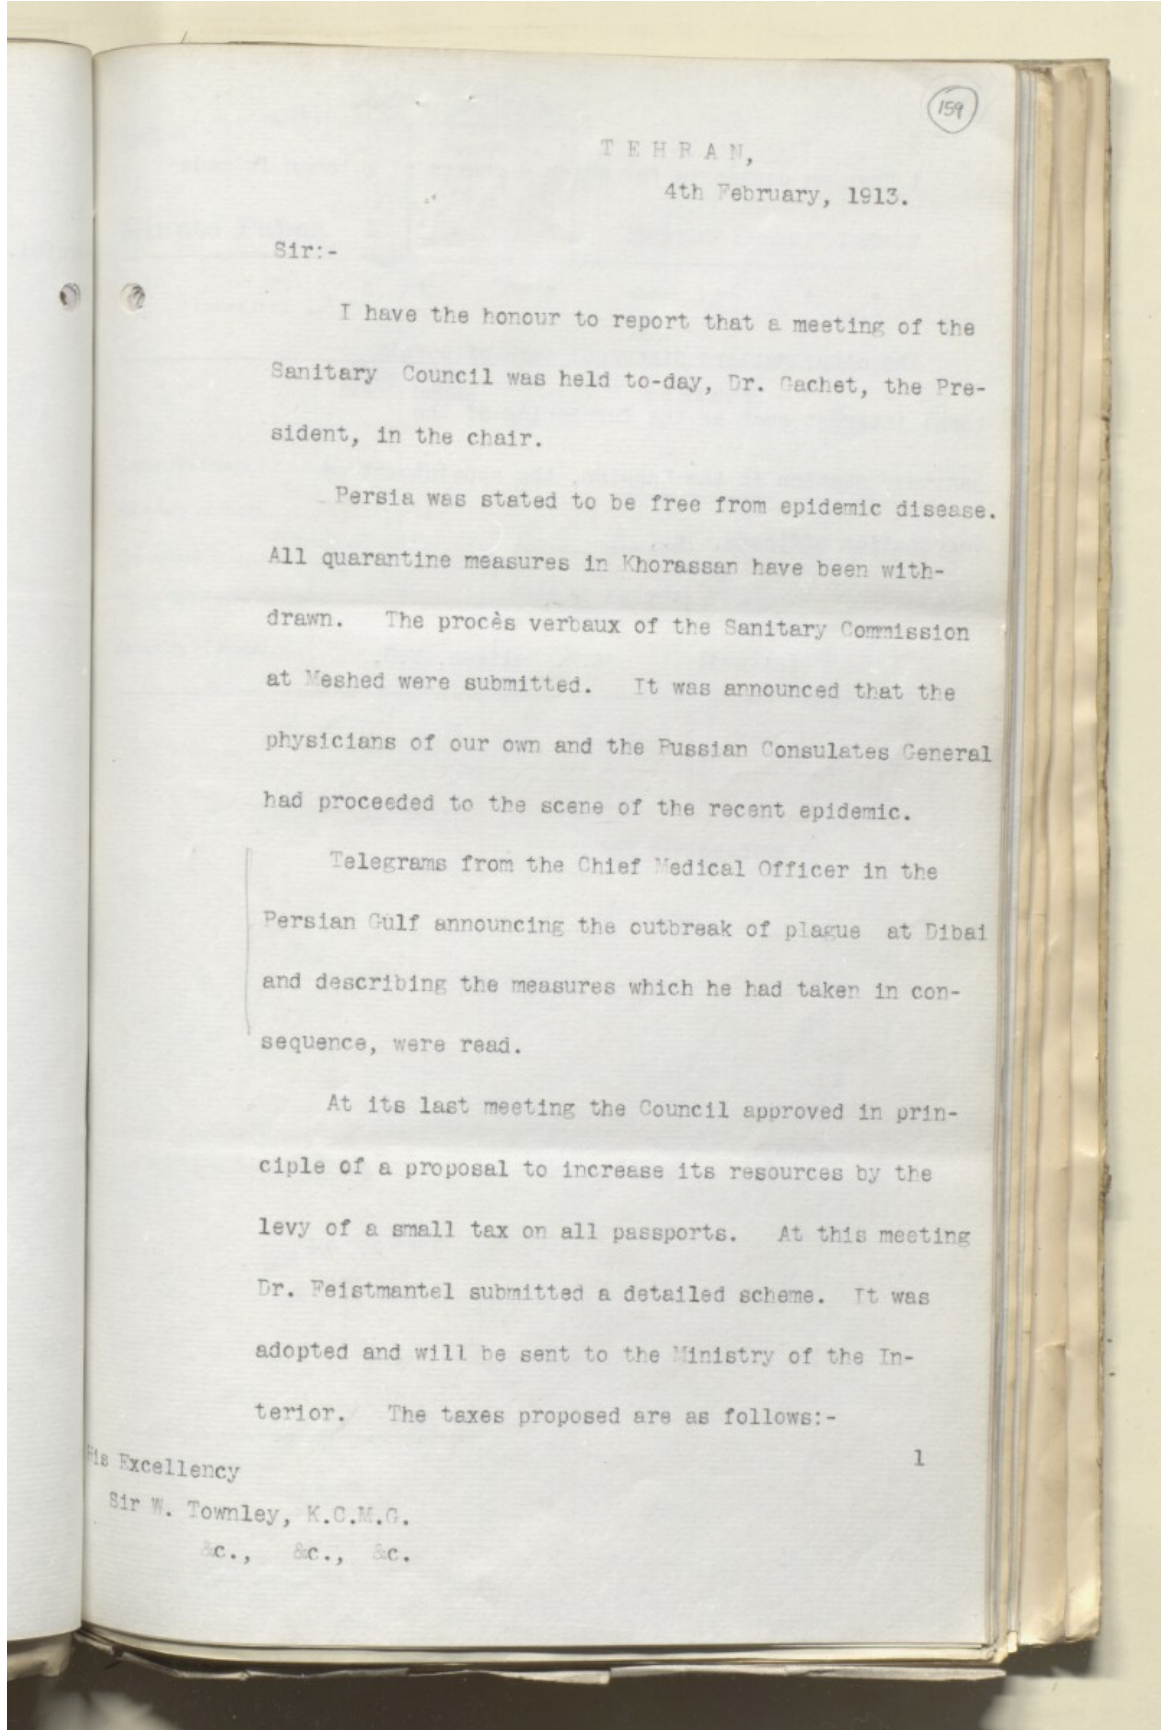 159
TEHRAN,
4th February, 1913.
Sir:-
I have the honour to report that a meeting of the
Sanitary Council was held to-day, Dr. Gachet, the Pre-
sident, in the chair.
Persia was stated to be free from epidemic disease.
All quarantine measures in Khorassan have been with-
drawn. The procès verbaux of the Sanitary Commission
at Meshed were submitted. It was announced that the
physicians of our own and the Russian Consulates General
had proceeded to the scene of the recent epidemic.
Telegrams from the Chief Medical Officer in the
Persian Gulf announcing the outbreak of plague at Dibai
and describing the measures which he had taken in con-
sequence, were read.
At its last meeting the Council approved in prin-
ciple of a proposal to increase its resources by the
levy of a small tax on all passports. At this meeting
Dr. Feistmantel submitted a detailed scheme. It was
adopted and will be sent to the Ministry of the In-
terior. The taxes proposed are as follows:-
1
His Excellency
Sir W. Townley, K.C.M.G.
&c., &c., &c.